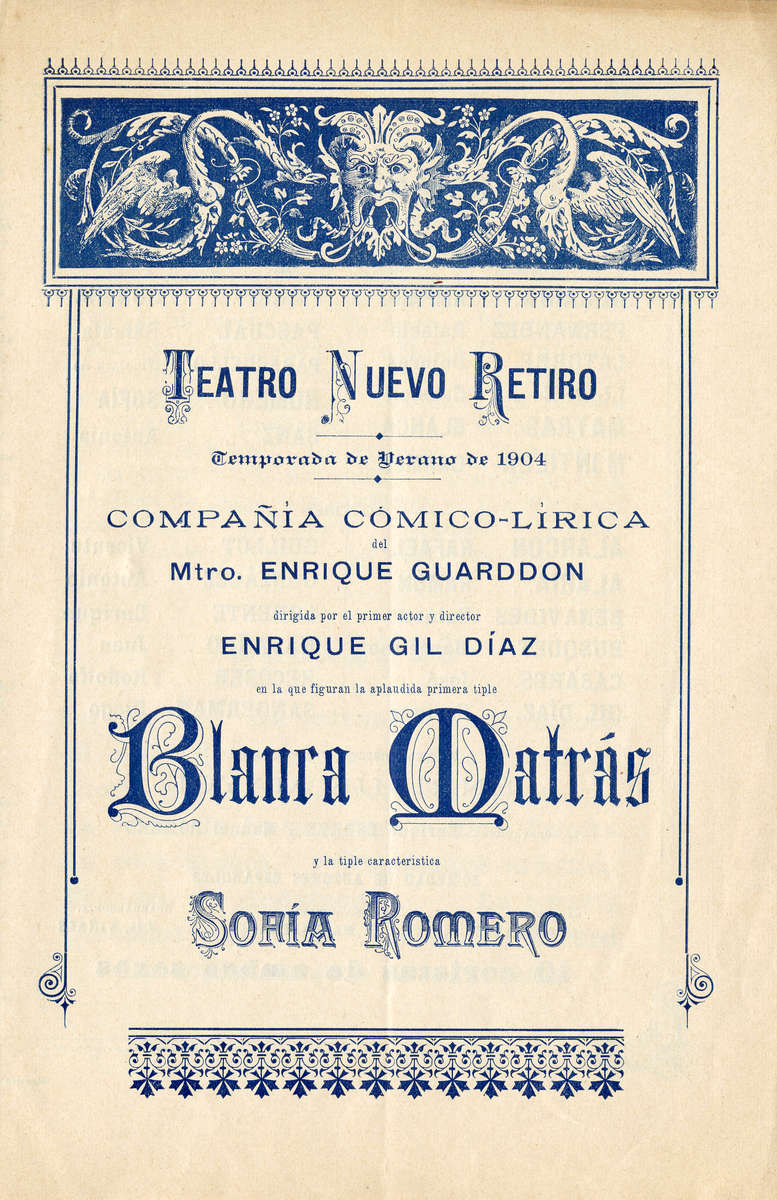 TEATRO NUEVO RETIRO
Temporada de Verano de 1904
COMPAÑÍA CÓMICO-LÍRICA
del
Mtro. ENRIQUE GUARDDON
dirigida por el primer actor y director
ENRIQUE GIL DÍAZ
en la que figuran la aplaudida primera tiple
Blanca Matrás
y la tiple característica
SOFÍA ROMERO